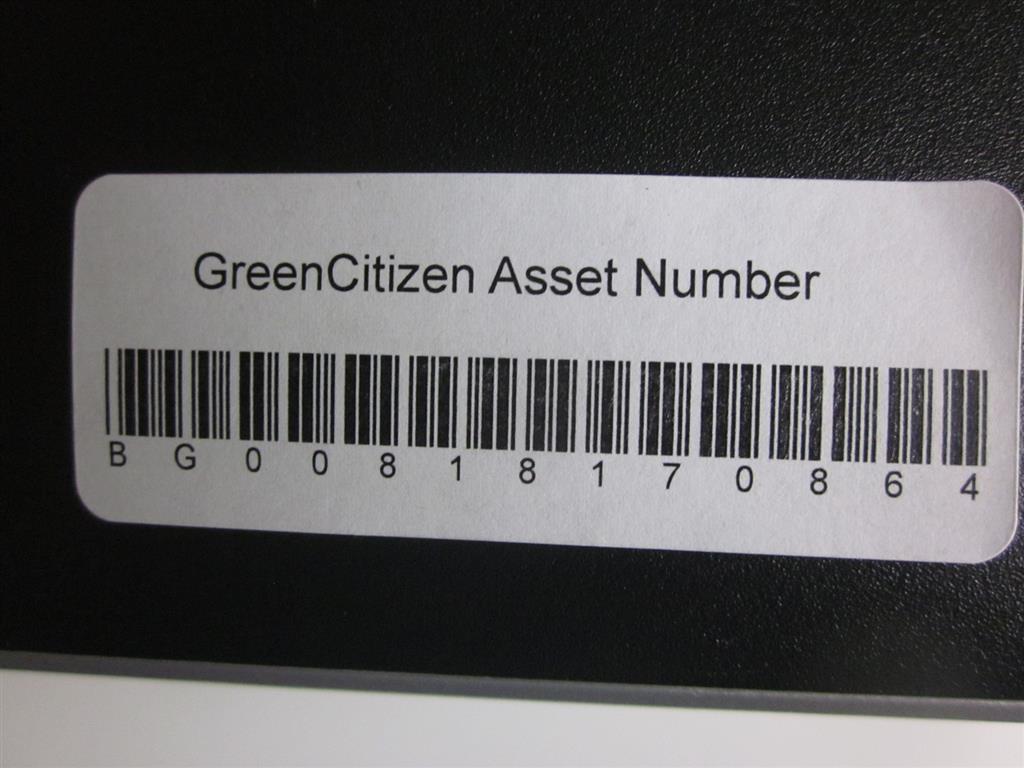 GreenCitizen Asset Number
B G 0 0 8 1 8 1 7 0 8 6 4